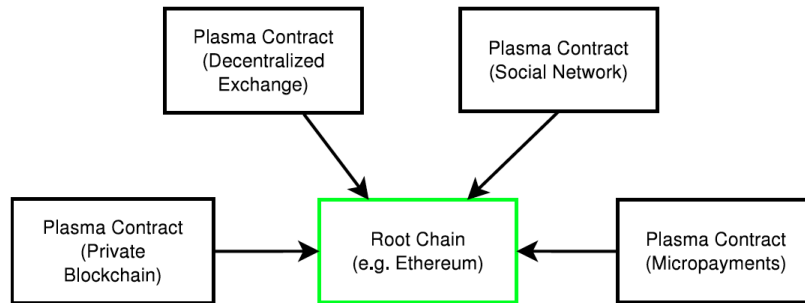 Plasma Contract
(Decentralized
Exchange)
Plasma Contract
(Social Network)
Plasma Contract
(Private
Blockchain)
Root Chain
(e.g. Ethereum)
Plasma Contract
(Micropayments)